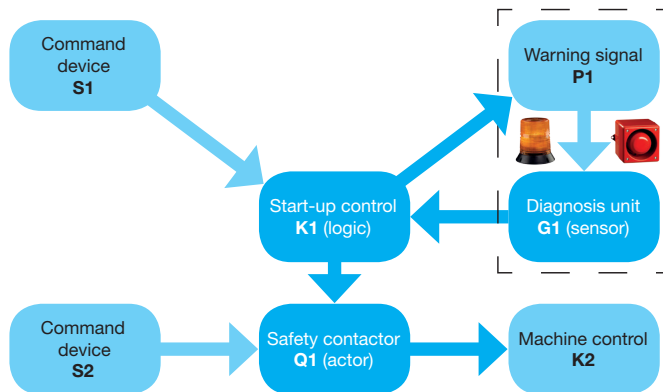 Command
device
S1
Warning signal
P1
Start-up control
K1 (logic)
Diagnosis unit
G1 (sensor)
Command
device
S2
Safety contactor
Q1 (actor)
Machine control
K2